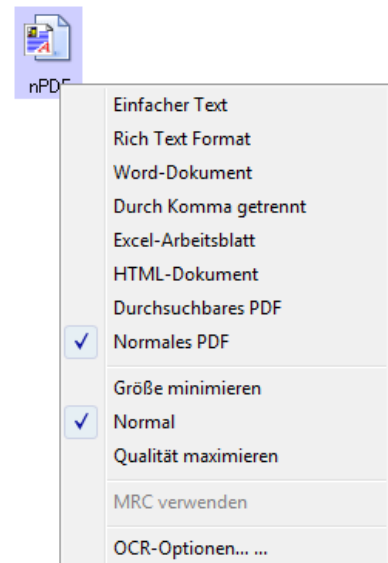 nPDF
Einfacher Text
Rich Text Format
Word-Dokument
Durch Komma getrennt
Excel-Arbeitsblatt
HTML-Dokument
Durchsuchbares PDF
Normales PDF
Größe minimieren
Normal
Qualität maximieren
MRC verwenden
OCR-Optionen... ...